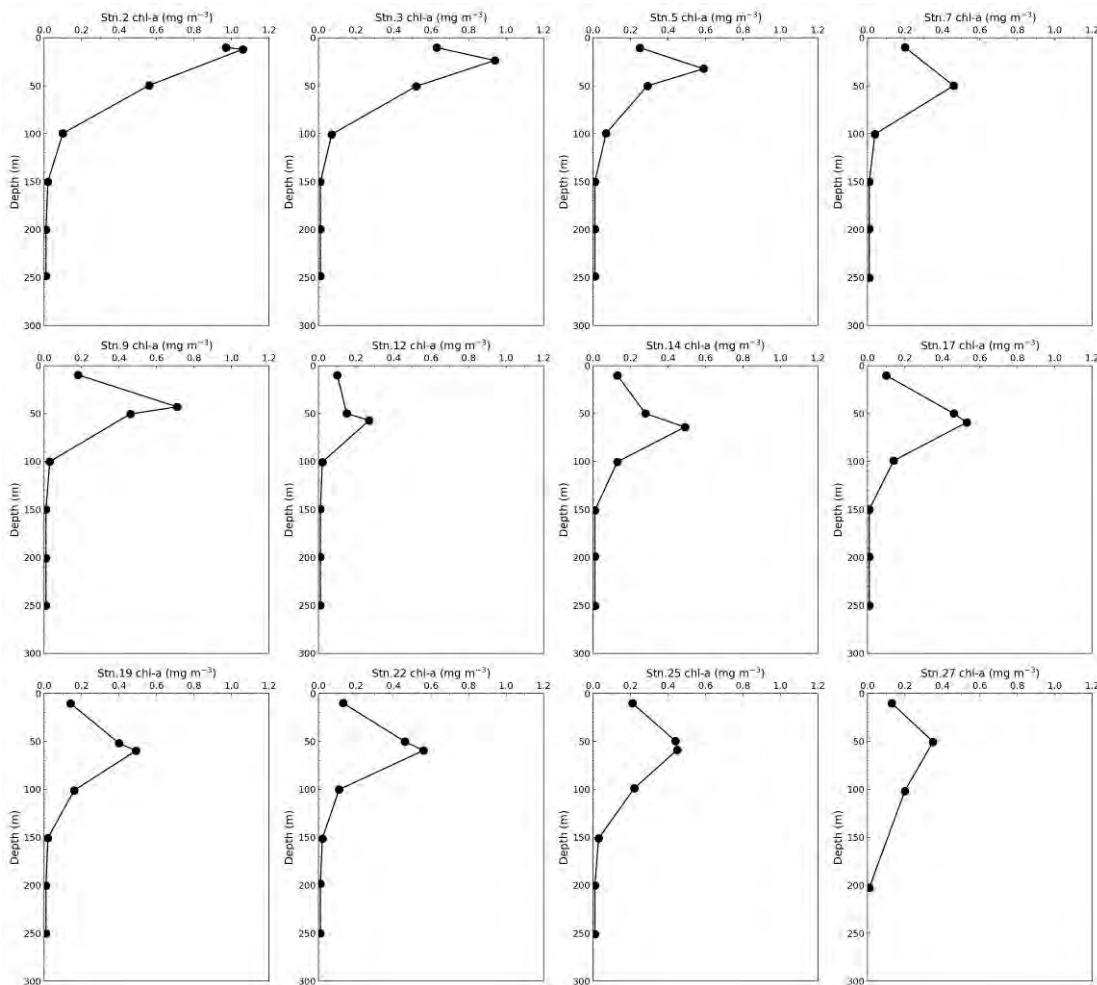 Stn.2 chl-a (mg m⁻³) Stn.3 chl-a (mg m⁻³) Stn.5 chl-a (mg m⁻³) Stn.7 chl-a (mg m⁻³)
0.0 0.2 0.4 0.6 0.8 1.0 1.2 0.0 0.2 0.4 0.6 0.8 1.0 1.2 0.0 0.2 0.4 0.6 0.8 1.0 1.2 0.0 0.2 0.4 0.6 0.8 1.0 1.2
0 0 0 0
50 50 50 50
100 100 100 100
Depth (m) Depth (m) Depth (m) Depth (m)
150 150 150 150
200 200 200 200
250 250 250 250
300 300 300 300
Stn.9 chl-a (mg m⁻³) Stn.12 chl-a (mg m⁻³) Stn.14 chl-a (mg m⁻³) Stn.17 chl-a (mg m⁻³)
0.0 0.2 0.4 0.6 0.8 1.0 1.2 0.0 0.2 0.4 0.6 0.8 1.0 1.2 0.0 0.2 0.4 0.6 0.8 1.0 1.2 0.0 0.2 0.4 0.6 0.8 1.0 1.2
0 0 0 0
50 50 50 50
100 100 100 100
Depth (m) Depth (m) Depth (m) Depth (m)
150 150 150 150
200 200 200 200
250 250 250 250
300 300 300 300
Stn.19 chl-a (mg m⁻³) Stn.22 chl-a (mg m⁻³) Stn.25 chl-a (mg m⁻³) Stn.27 chl-a (mg m⁻³)
0.0 0.2 0.4 0.6 0.8 1.0 1.2 0.0 0.2 0.4 0.6 0.8 1.0 1.2 0.0 0.2 0.4 0.6 0.8 1.0 1.2 0.0 0.2 0.4 0.6 0.8 1.0 1.2
0 0 0 0
50 50 50 50
100 100 100 100
Depth (m) Depth (m) Depth (m) Depth (m)
150 150 150 150
200 200 200 200
250 250 250 250
300 300 300 300